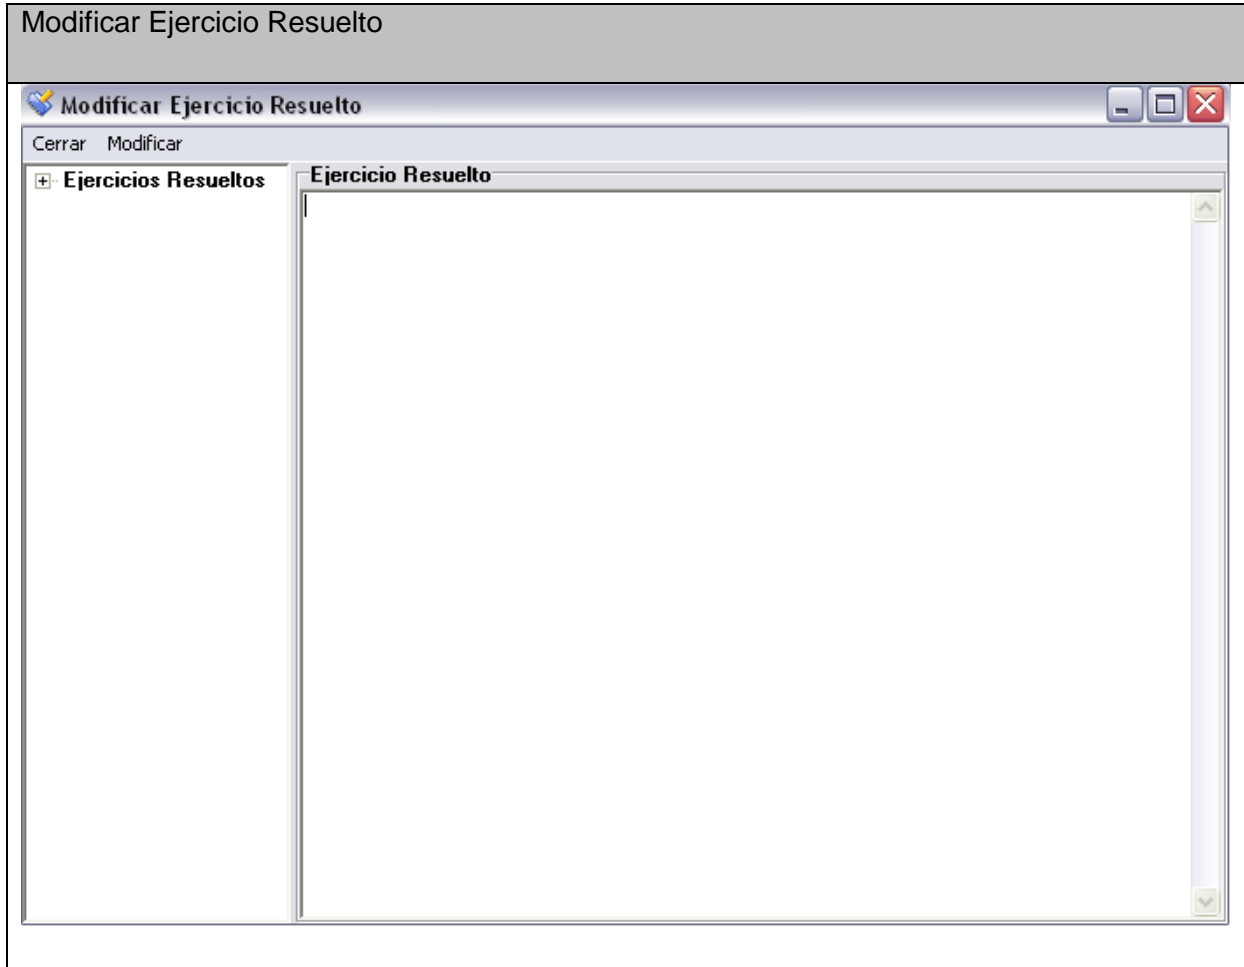 Modificar Ejercicio Resuelto
Modificar Ejercicio Resuelto
Cerrar Modificar
Ejercicios Resueltos
Ejercicio Resuelto